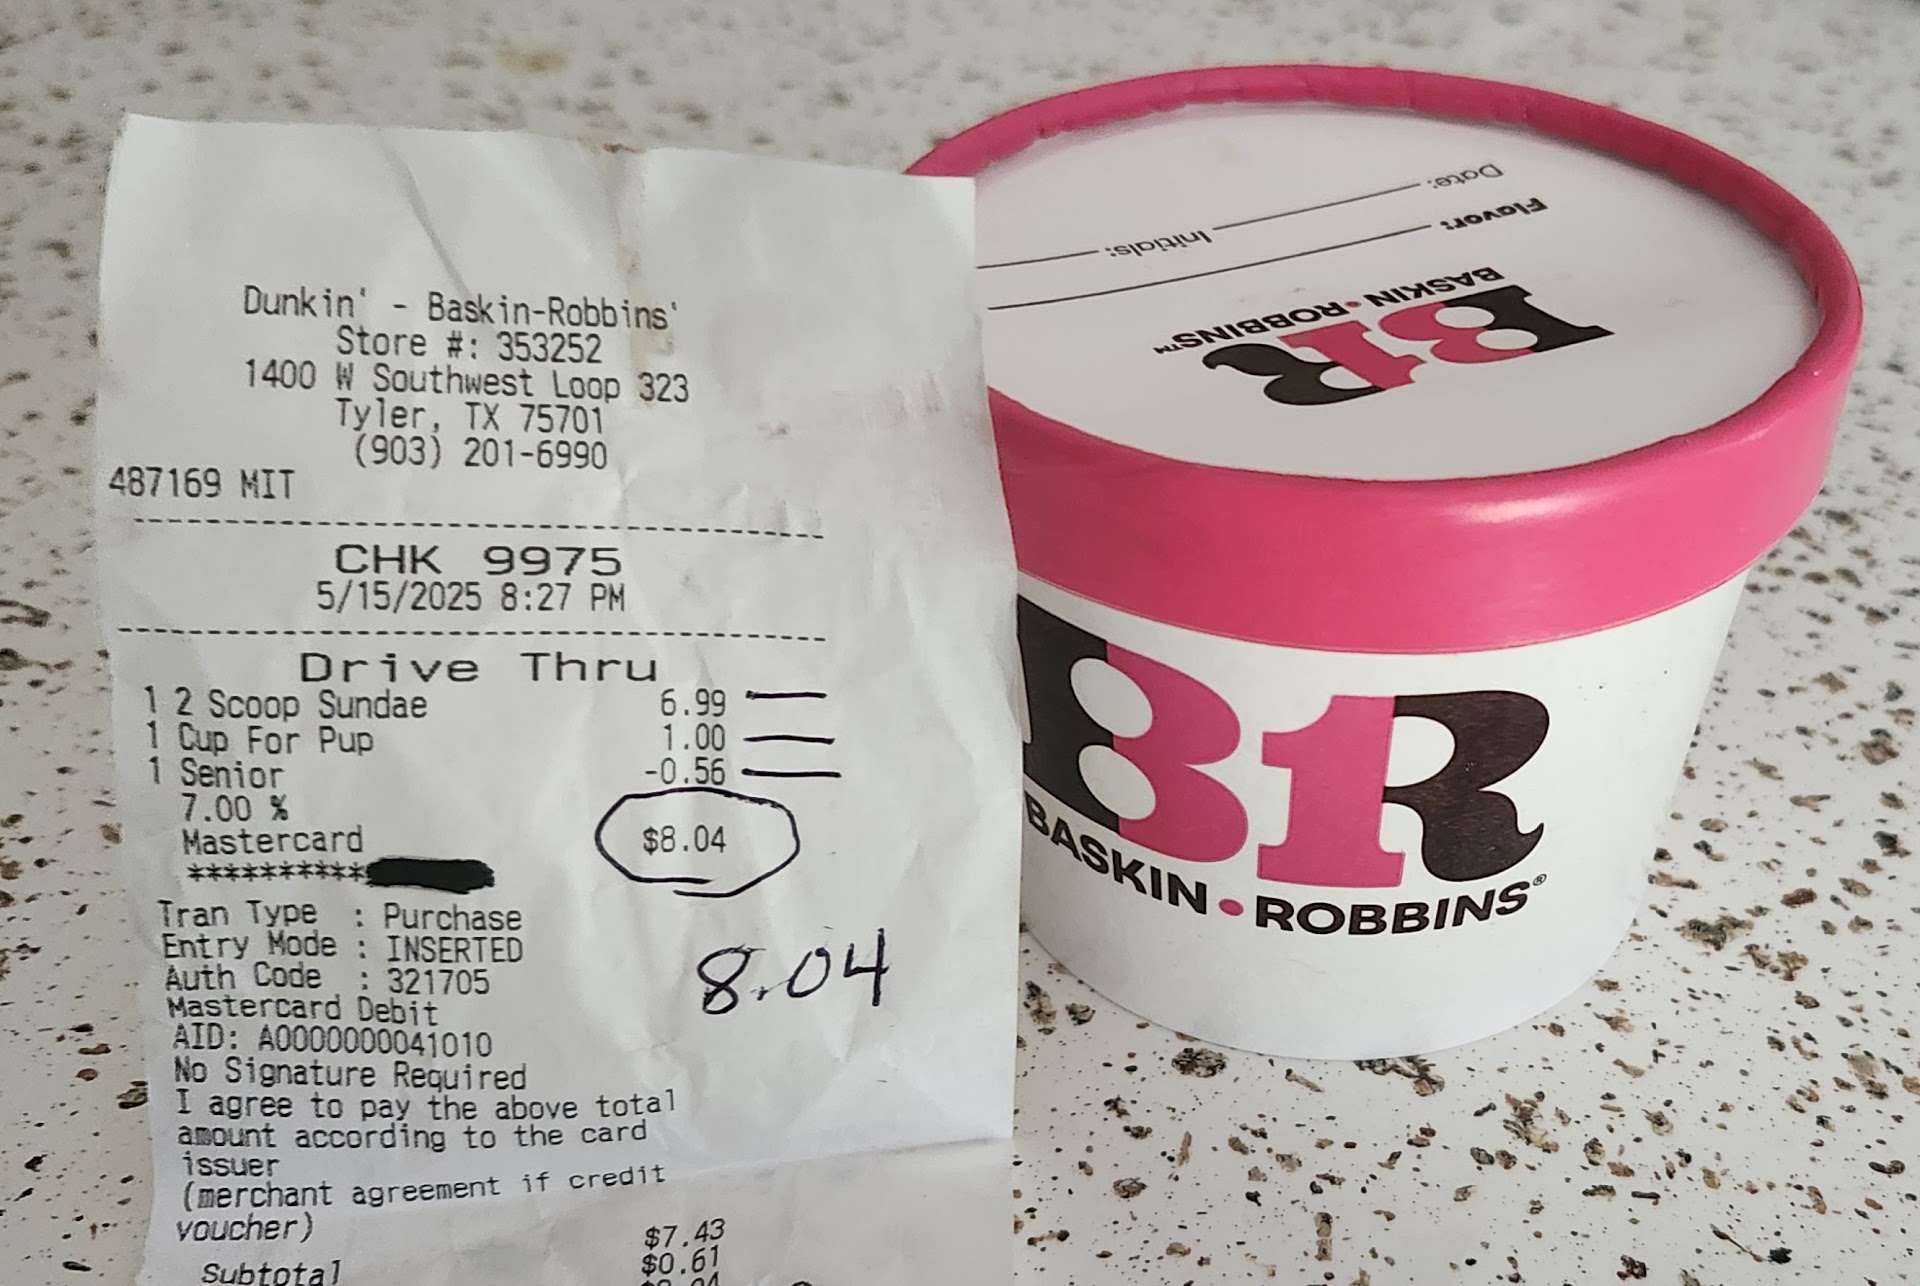 Dunkin' - Baskin-Robbins'
Store #: 353252
1400 W Southwest Loop 323
Tyler, TX 75701
(903) 201-6990
487169 MIT
CHK 9975
5/15/2025 8:27 PM
Drive Thru
1 2 Scoop Sundae 6.99
1 Cup For Pup 1.00
1 Senior -0.56
7.00 %
Mastercard $8.04
**********
Tran Type : Purchase
Entry Mode : INSERTED
Auth Code : 321705
8.04
Mastercard Debit
AID: A0000000041010
No Signature Required
I agree to pay the above total
amount according to the card
issuer
(merchant agreement if credit
voucher)
Subtotal $7.43
$0.61
Date:
Flavor:
Initials:
BR
BASKIN•ROBBINS™
BR
BASKIN•ROBBINS®